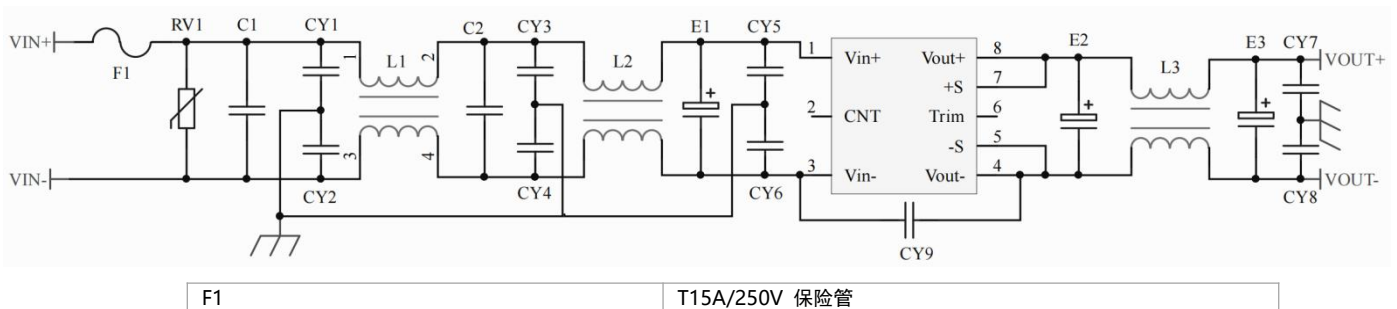 RV1 C1 CY1 C2 CY3 E1 CY5 E2 E3 CY7
VIN+ F1 L1 1 2 L2 1 Vin+ Vout+ 8 L3 VOUT+
+S 7
2 CNT Trim 6
-S 5
VIN- 3 4 CY2 CY4 CY6 3 Vin- Vout- 4 CY8 VOUT-
CY9
F1 T15A/250V 保险管